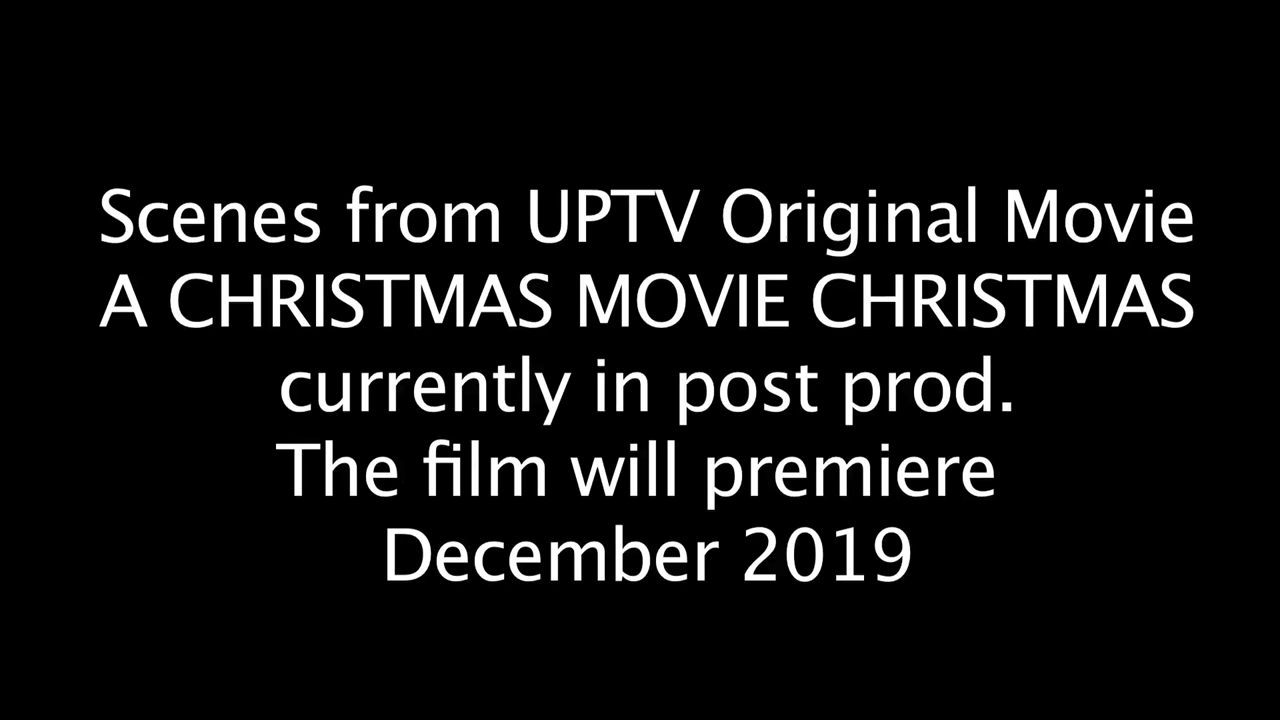 Scenes from UPTV Original Movie
A CHRISTMAS MOVIE CHRISTMAS
currently in post prod.
The film will premiere
December 2019